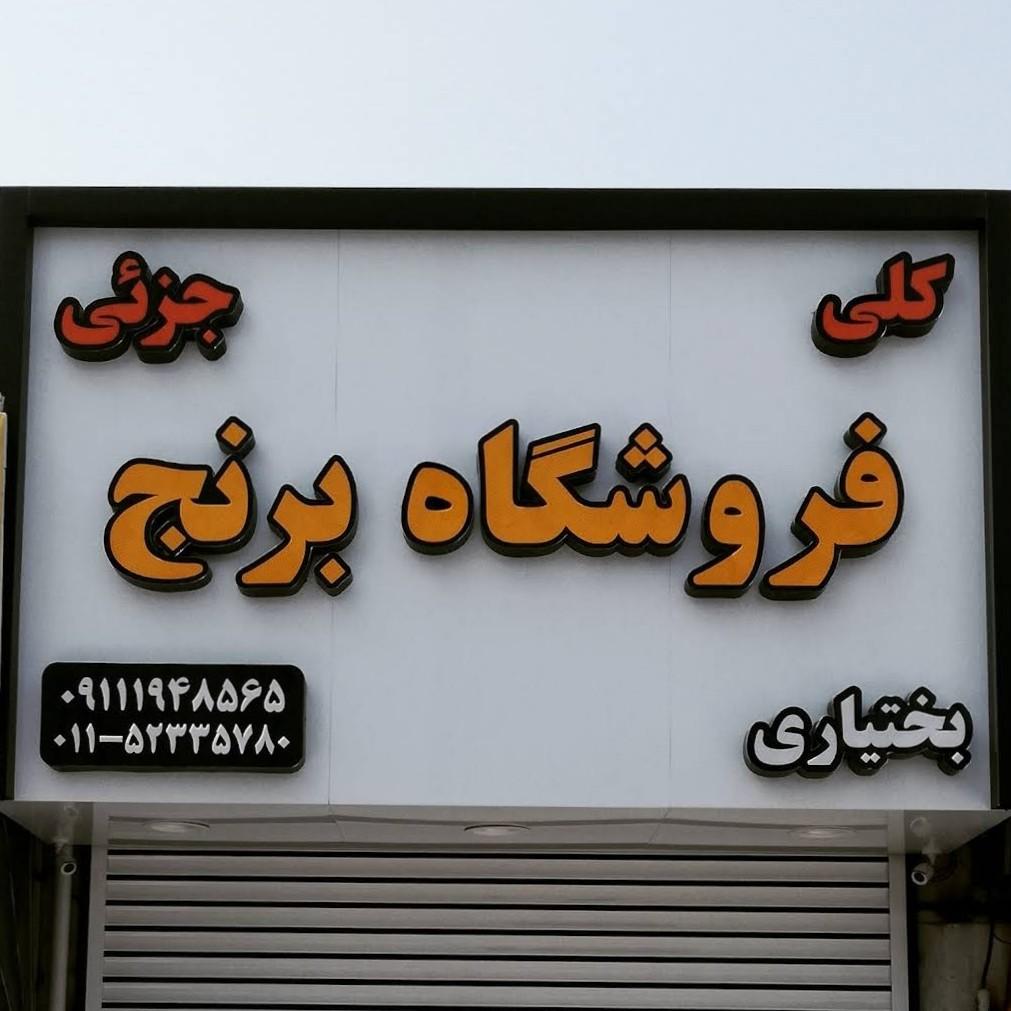 کلی جزئی
فروشگاه برنج
بختیاری
۰۹۱۱۱۹۴۸۵۶۵
۰۱۱-۵۲۳۳۵۷۸۰